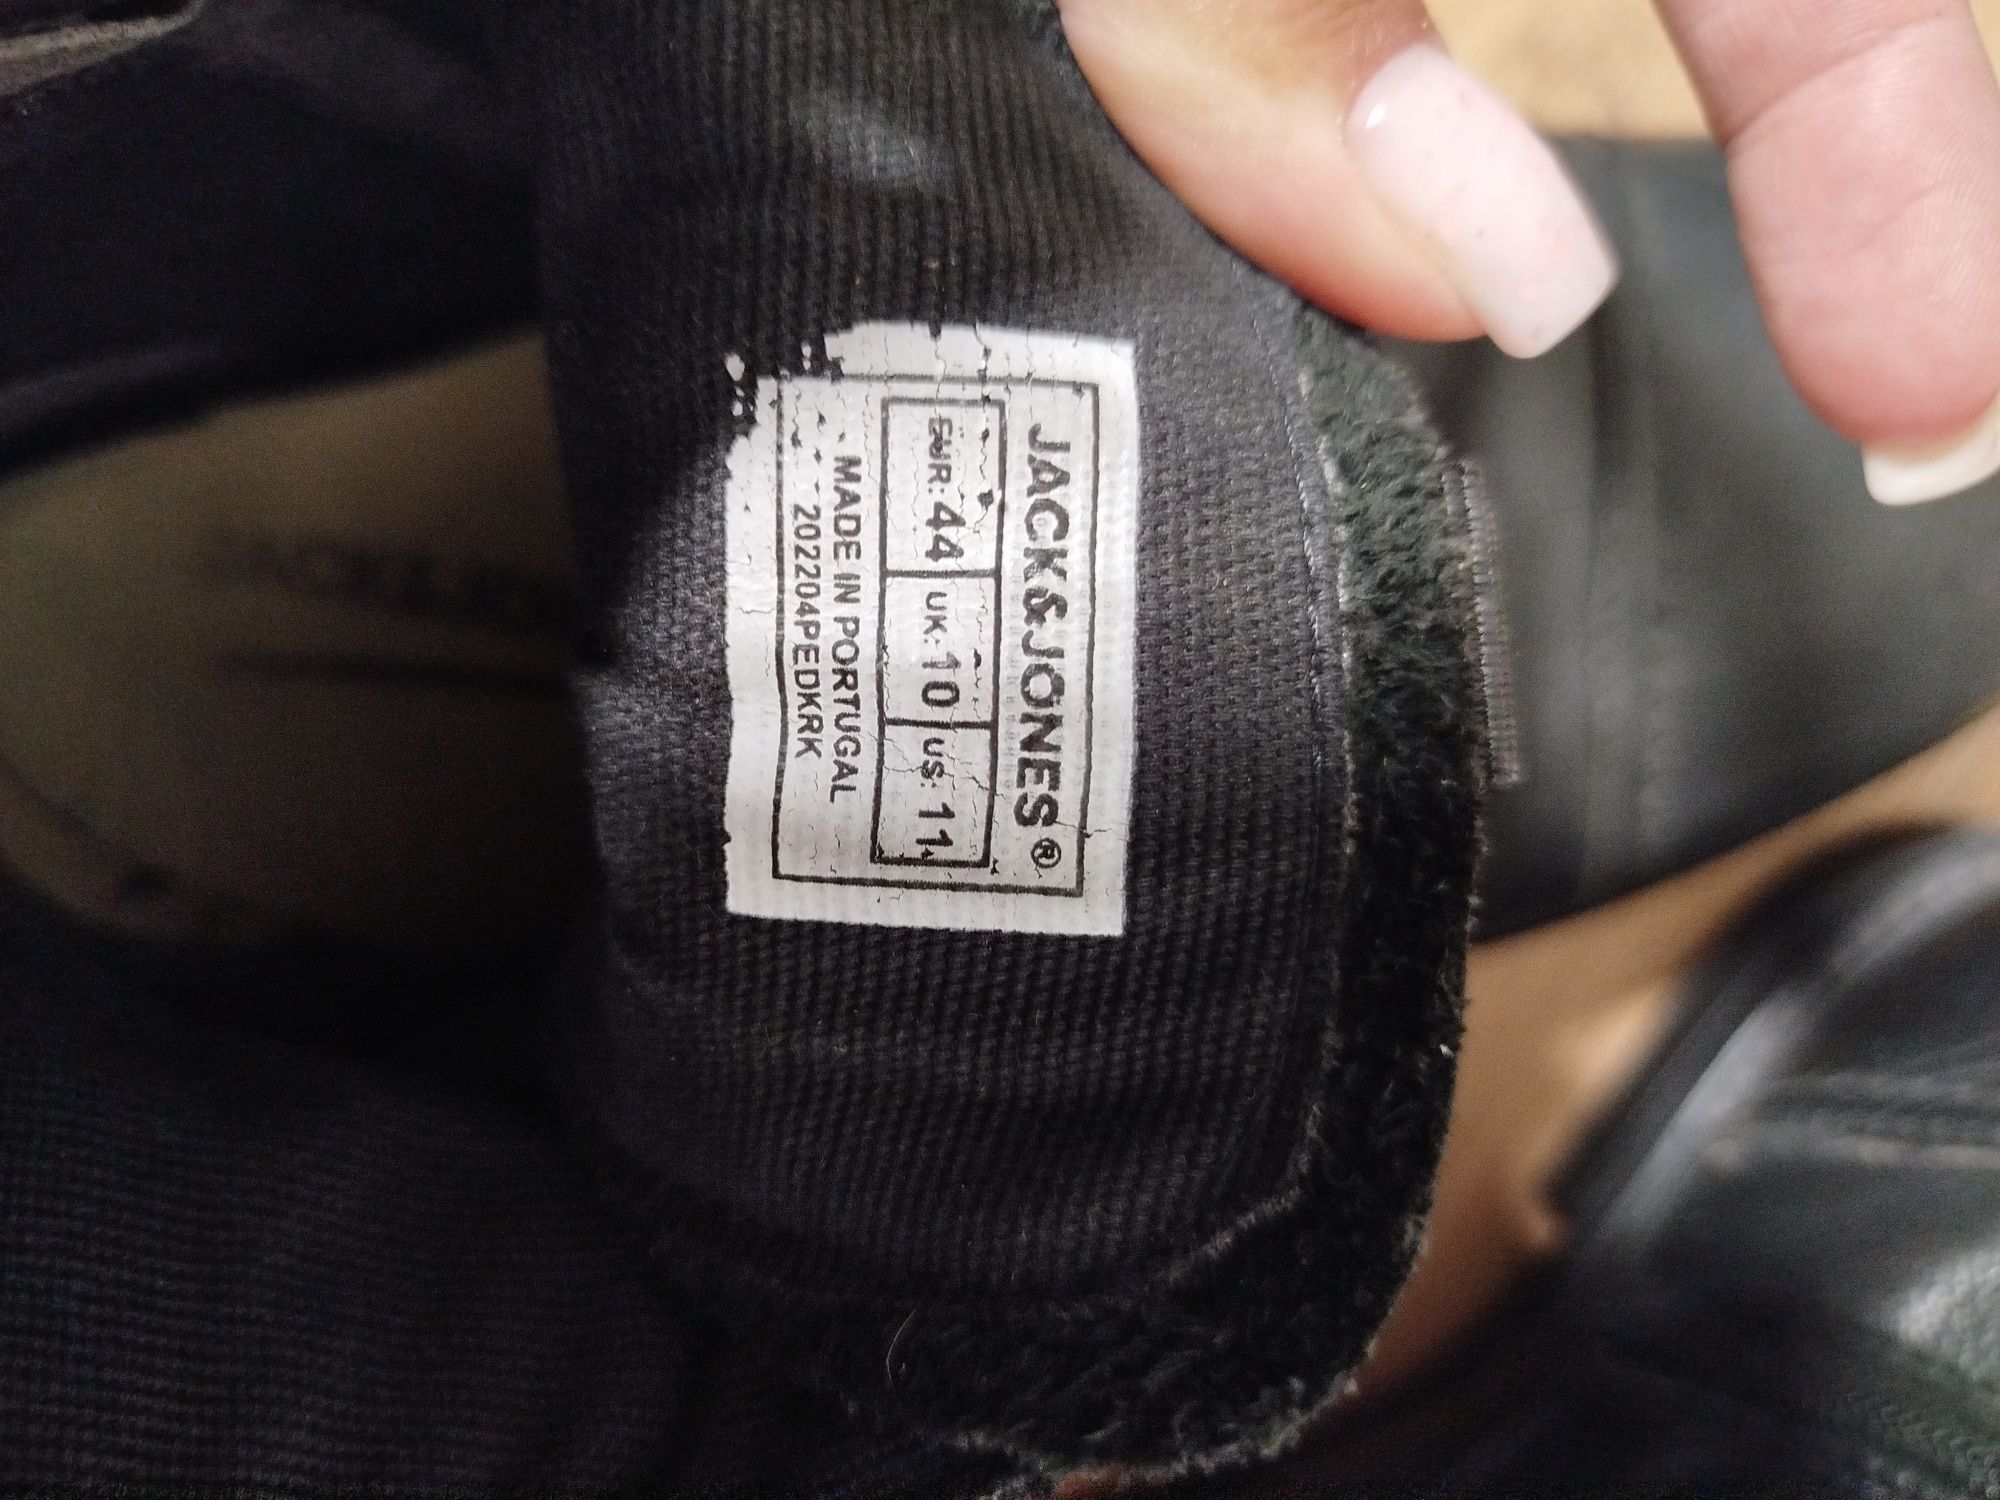 JACK&JONES®
EUR: 44 UK: 10 US: 11
MADE IN PORTUGAL
202204PEDKRK